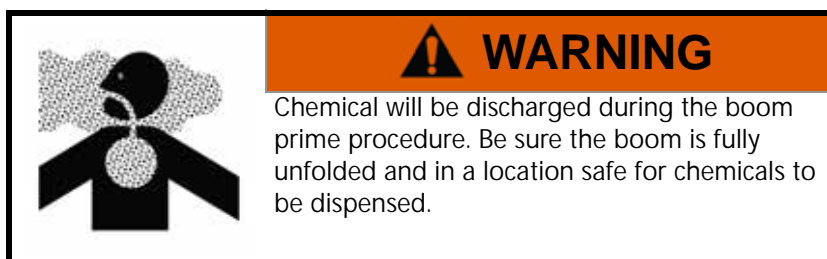 WARNING
Chemical will be discharged during the boom
prime procedure. Be sure the boom is fully
unfolded and in a location safe for chemicals to
be dispensed.